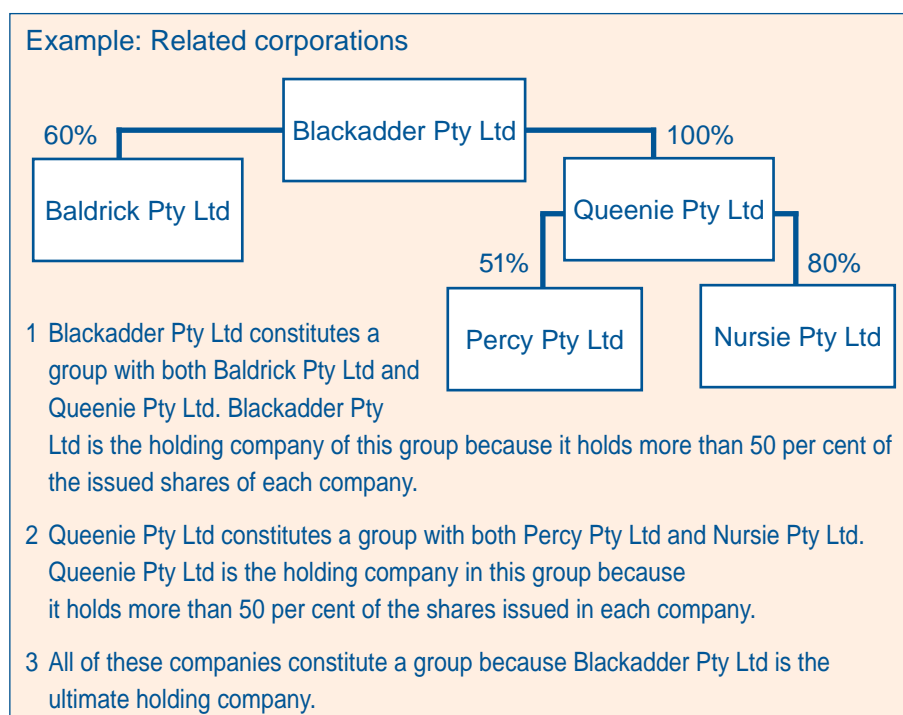 Example: Related corporations
Blackadder Pty Ltd
60%
100%
Baldrick Pty Ltd
Queenie Pty Ltd
51%
80%
Percy Pty Ltd
Nursie Pty Ltd
1 Blackadder Pty Ltd constitutes a
group with both Baldrick Pty Ltd and
Queenie Pty Ltd. Blackadder Pty
Ltd is the holding company of this group because it holds more than 50 per cent of
the issued shares of each company.
2 Queenie Pty Ltd constitutes a group with both Percy Pty Ltd and Nursie Pty Ltd.
Queenie Pty Ltd is the holding company in this group because
it holds more than 50 per cent of the shares issued in each company.
3 All of these companies constitute a group because Blackadder Pty Ltd is the
ultimate holding company.